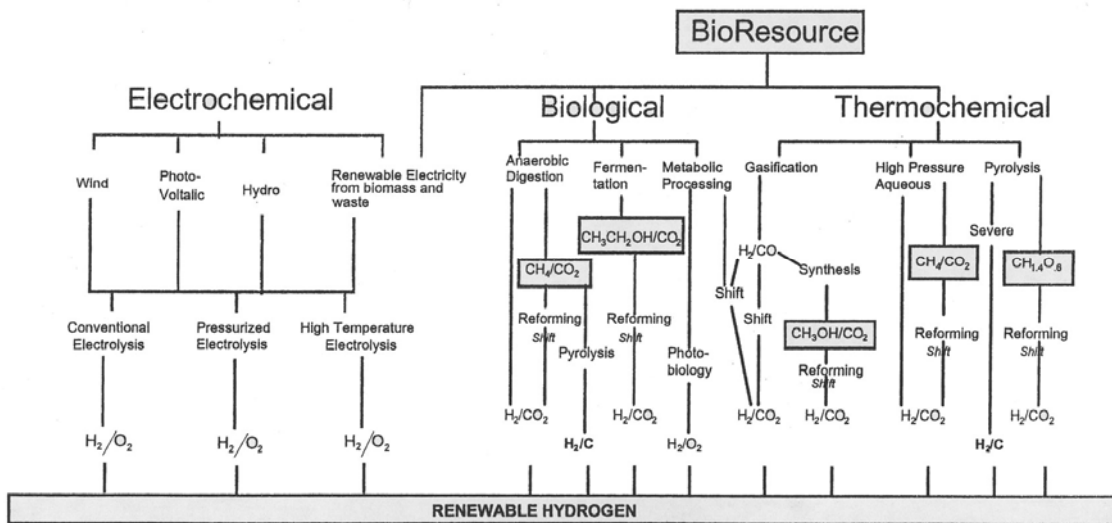 BioResource
Electrochemical
Biological
Thermochemical
Wind
Photo-
Voltalic
Hydro
Renewable Electricity
from biomass and
waste
Anaerobic
Digestion
Fermen-
tation
Metabolic
Processing
Gasification
High Pressure
Aqueous
Pyrolysis
Severe
CH₃CH₂OH/CO₂
CH₄/CO₂
H₂/CO
Synthesis
CH₄/CO₂
CH₁.₄O.₆
Shift
Shift
CH₃OH/CO₂
Conventional
Electrolysis
Pressurized
Electrolysis
High Temperature
Electrolysis
Reforming
Shift
Pyrolysis
Reforming
Shift
Photo-
biology
Reforming
Shift
Reforming
Shift
Reforming
Shift
H₂/O₂
H₂/O₂
H₂/O₂
H₂/CO₂
H₂/C
H₂/CO₂
H₂/O₂
H₂/CO₂
H₂/CO₂
H₂/CO₂
H₂/C
H₂/CO₂
RENEWABLE HYDROGEN